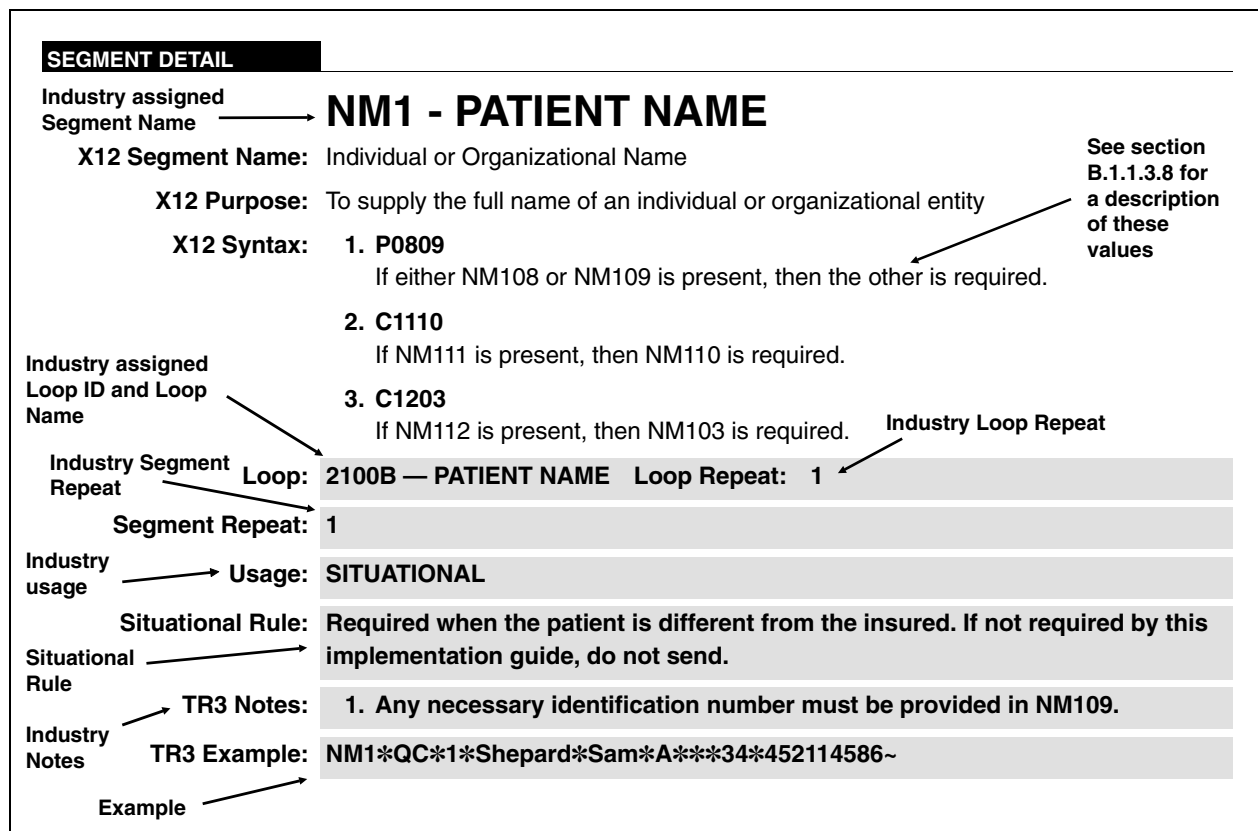 SEGMENT DETAIL
Industry assigned
Segment Name
NM1 - PATIENT NAME
X12 Segment Name: Individual or Organizational Name
See section
B.1.1.3.8 for
a description
of these
values
X12 Purpose: To supply the full name of an individual or organizational entity
X12 Syntax: 1. P0809
If either NM108 or NM109 is present, then the other is required.
2. C1110
If NM111 is present, then NM110 is required.
Industry assigned
Loop ID and Loop
Name
3. C1203
If NM112 is present, then NM103 is required.
Industry Loop Repeat
Industry Segment
Repeat
Loop: 2100B — PATIENT NAME Loop Repeat: 1
Segment Repeat: 1
Industry
usage
Usage: SITUATIONAL
Situational Rule: Required when the patient is different from the insured. If not required by this
implementation guide, do not send.
Situational
Rule
TR3 Notes: 1. Any necessary identification number must be provided in NM109.
Industry
Notes
TR3 Example: NM1✽QC✽1✽Shepard✽Sam✽A✽✽✽34✽452114586~
Example